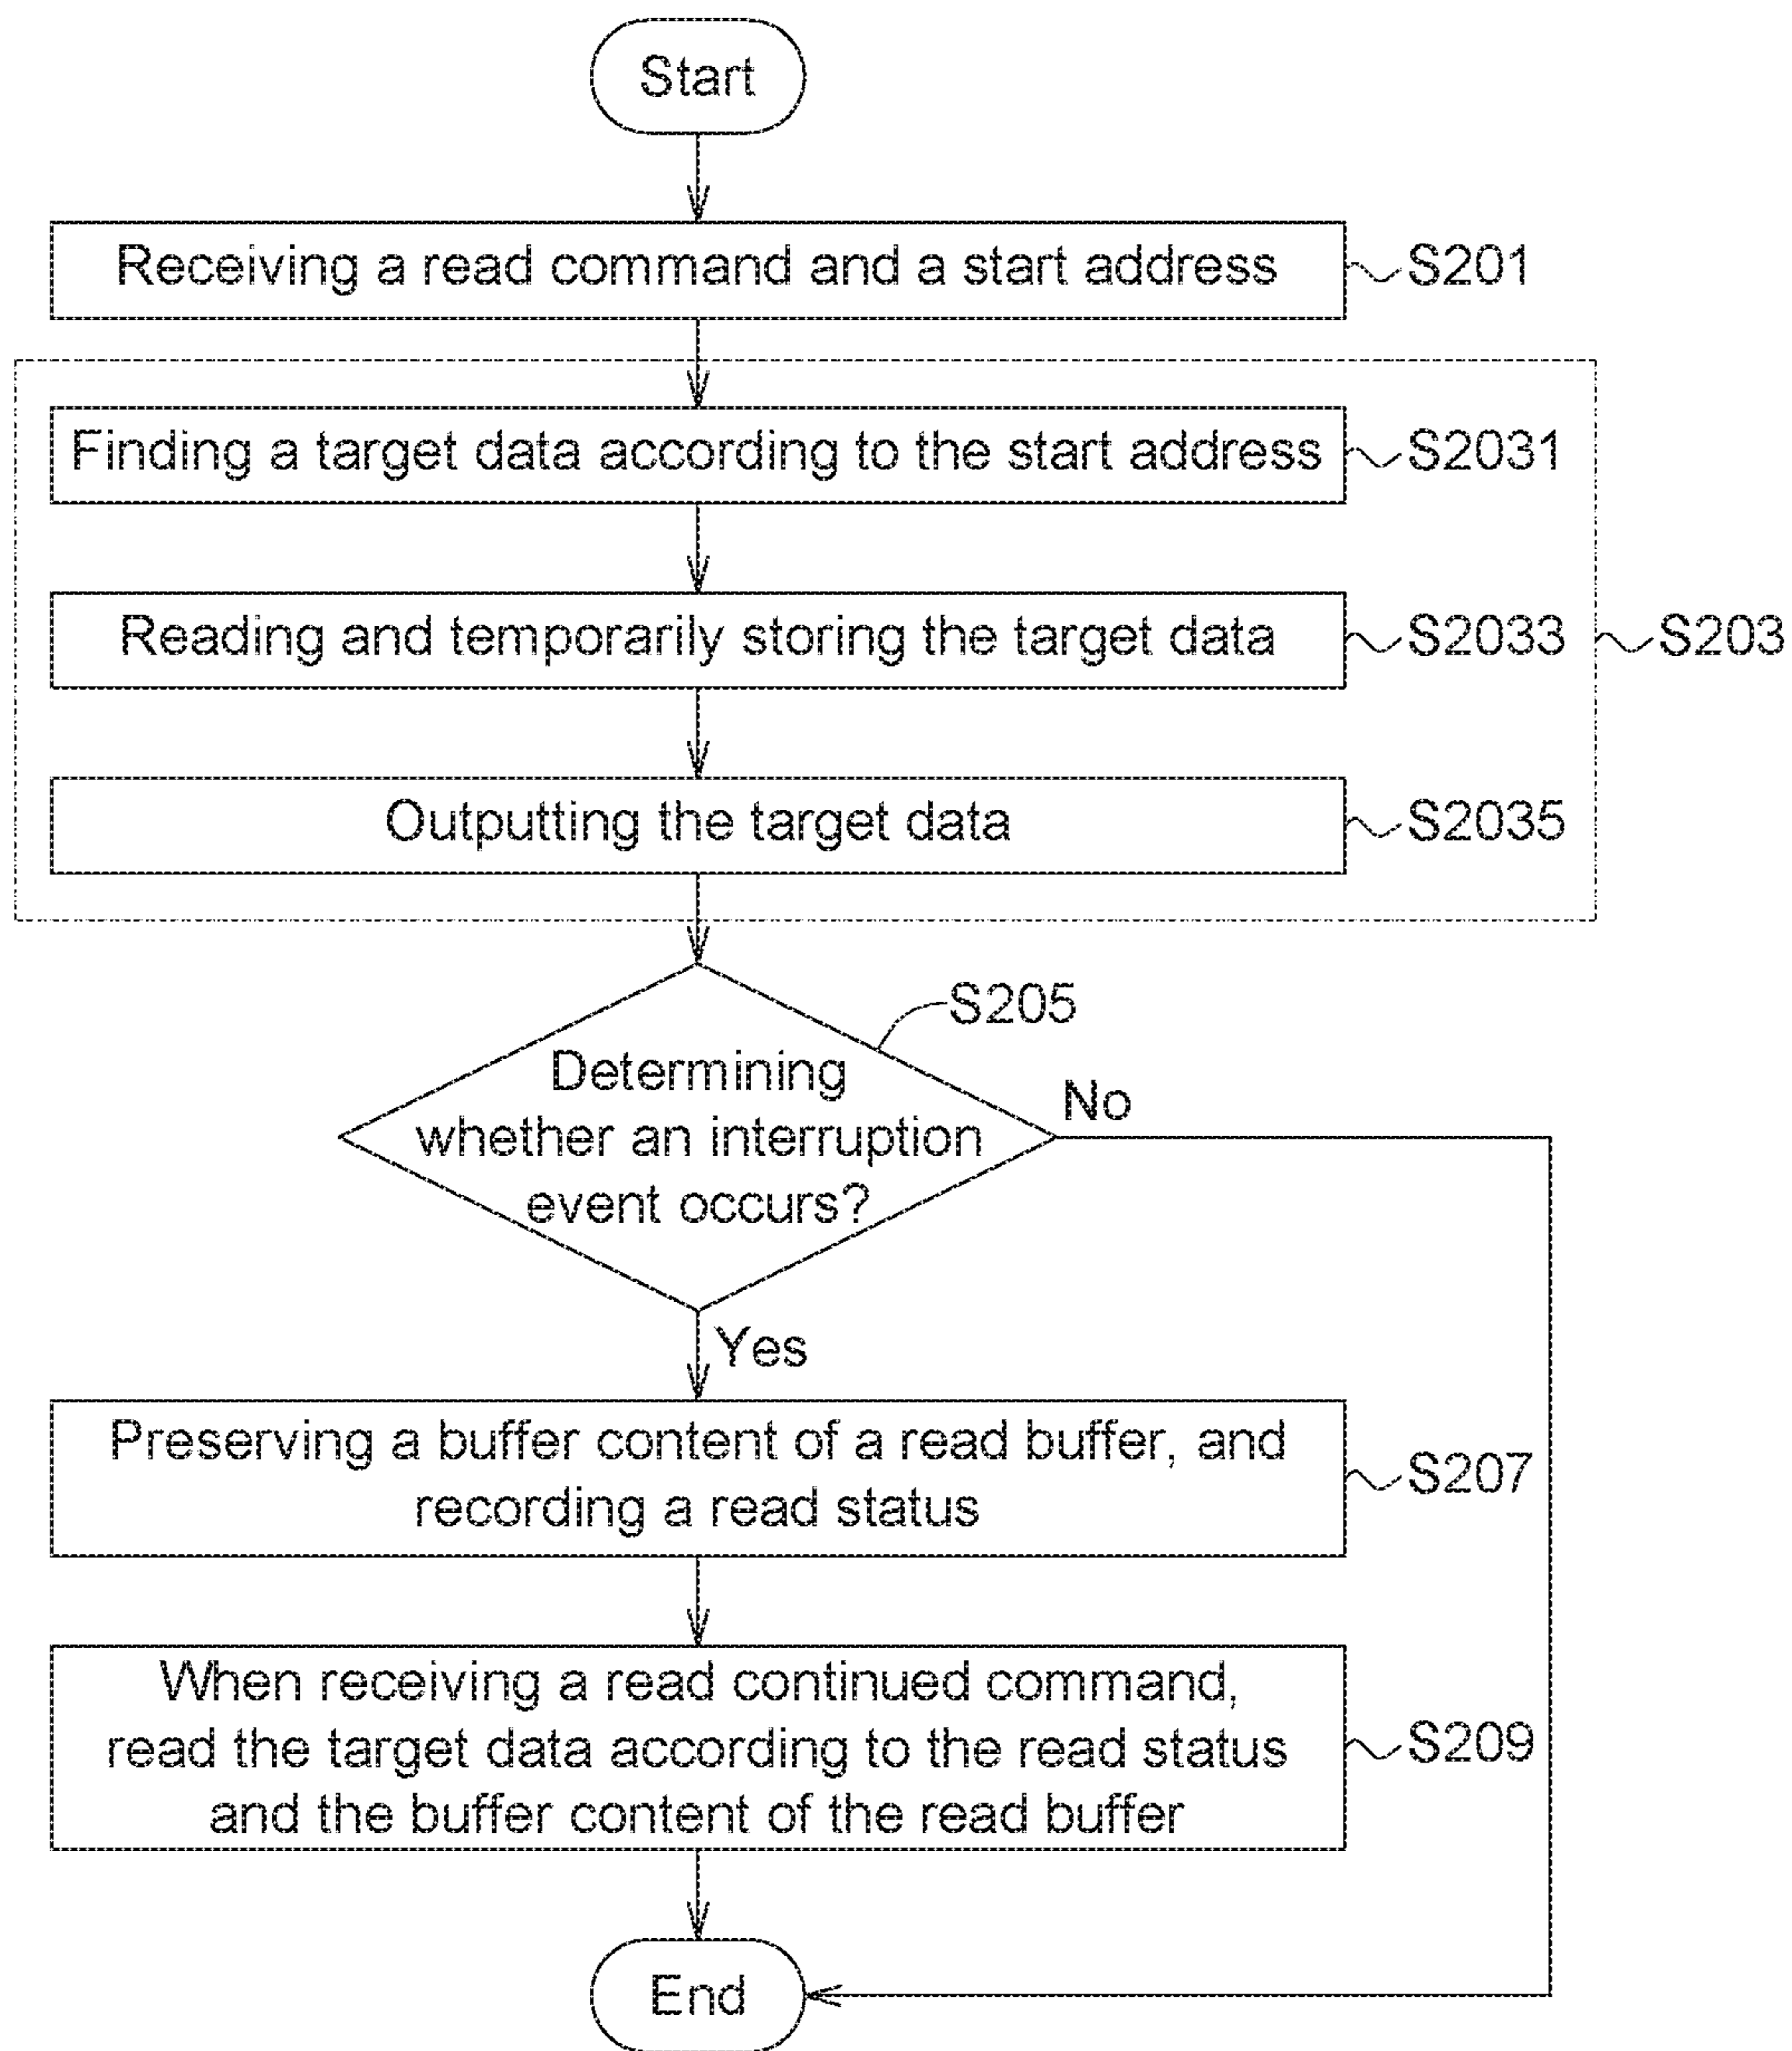 Start
Receiving a read command and a start address
S201
Finding a target data according to the start address
S2031
Reading and temporarily storing the target data
S2033
S203
Outputting the target data
S2035
S205
Determining
whether an interruption
event occurs?
No
Yes
Preserving a buffer content of a read buffer, and
recording a read status
S207
When receiving a read continued command,
read the target data according to the read status
and the buffer content of the read buffer
S209
End